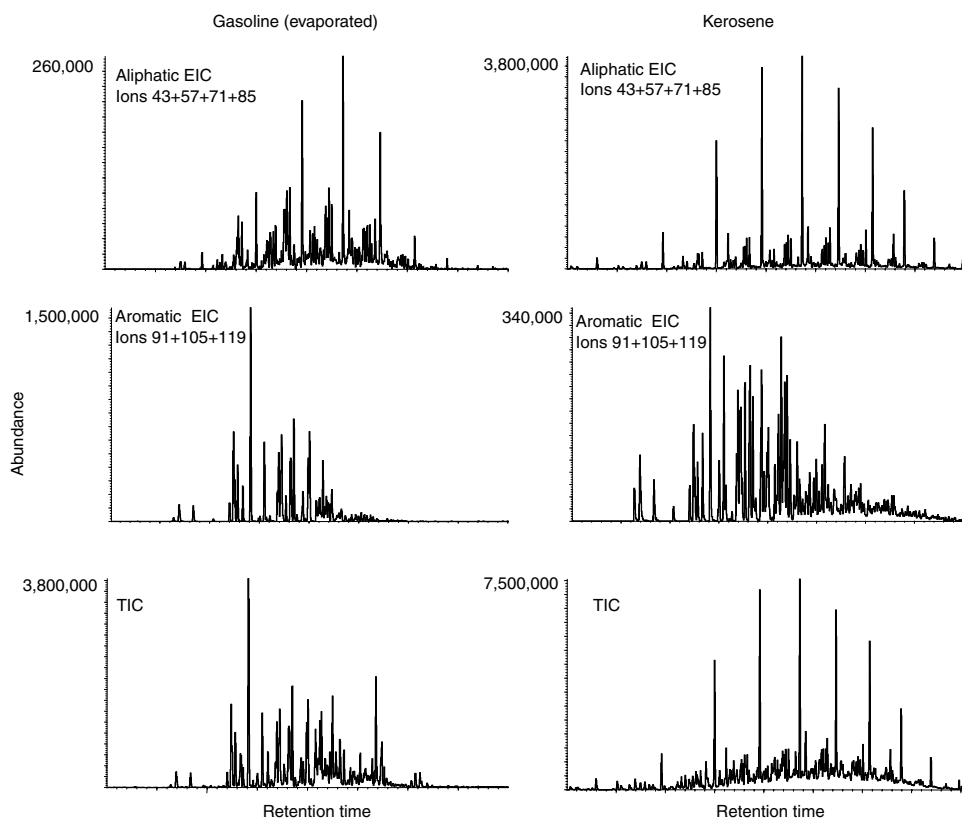 Gasoline (evaporated)
Kerosene
260,000
Aliphatic EIC
Ions 43+57+71+85
3,800,000
Aliphatic EIC
Ions 43+57+71+85
1,500,000
Aromatic EIC
Ions 91+105+119
340,000
Aromatic EIC
Ions 91+105+119
Abundance
3,800,000
TIC
7,500,000
TIC
Retention time
Retention time